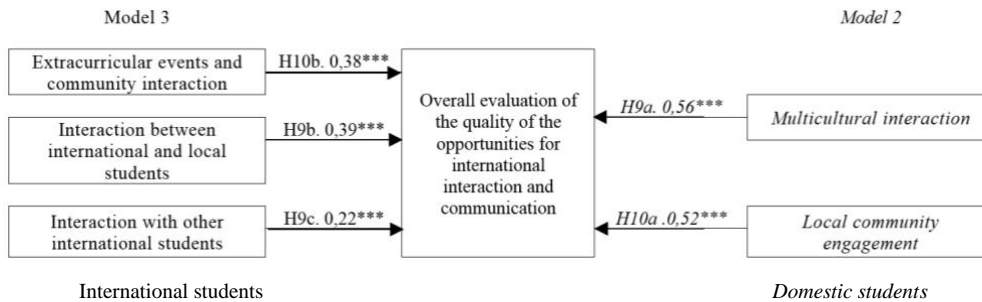 Model 3
Model 2
Extracurricular events and
community interaction
H10b. 0,38***
Interaction between
international and local
students
H9b. 0,39***
Interaction with other
international students
H9c. 0,22***
Overall evaluation of
the quality of the
opportunities for
international
interaction and
communication
H9a. 0,56***
Multicultural interaction
H10a .0,52***
Local community
engagement
International students
Domestic students